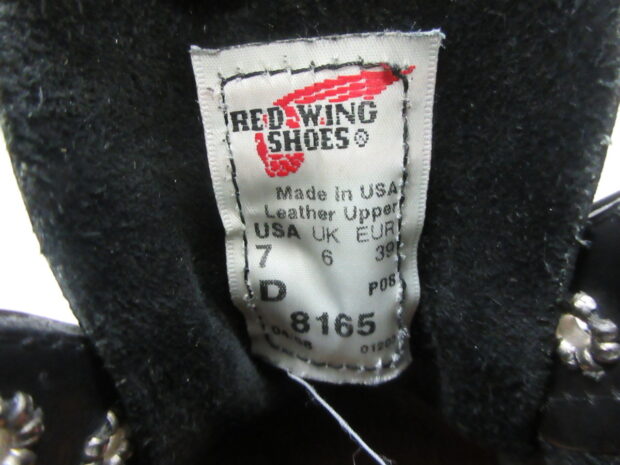 RED WING
SHOES®
Made In USA
Leather Upper
USA UK EUR
7 6 39
D P08
8165